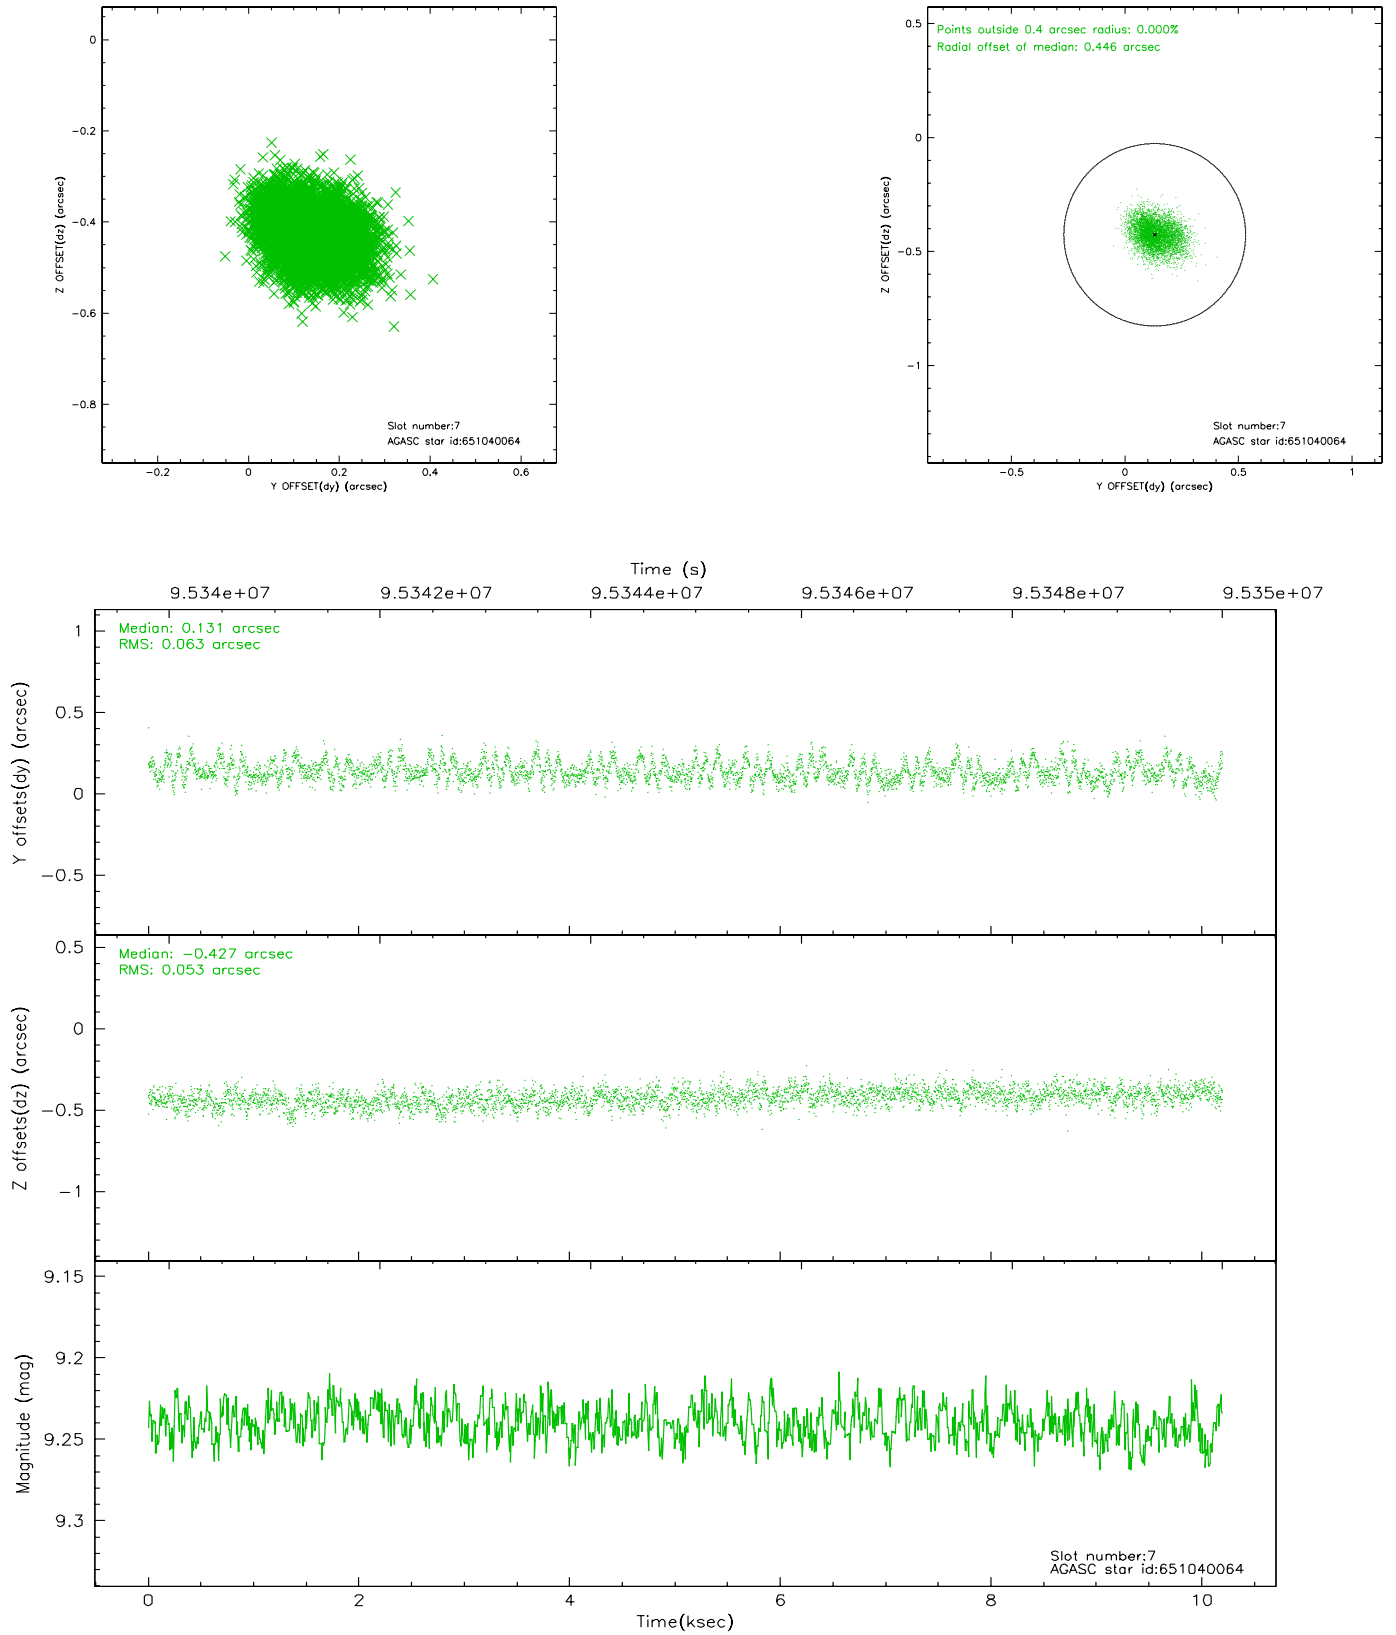 0
−0.2
−0.4
−0.6
−0.8
Z OFFSET(dz) (arcsec)
Slot number:7
AGASC star id:651040064
−0.2
0
0.2
0.4
0.6
Y OFFSET(dy) (arcsec)
Points outside 0.4 arcsec radius: 0.000%
Radial offset of median: 0.446 arcsec
0.5
0
−0.5
−1
Z OFFSET(dz) (arcsec)
Slot number:7
AGASC star id:651040064
−0.5
0
0.5
1
Y OFFSET(dy) (arcsec)
Time (s)
9.534e+07
9.5342e+07
9.5344e+07
9.5346e+07
9.5348e+07
9.535e+07
Median: 0.131 arcsec
RMS: 0.063 arcsec
1
0.5
0
−0.5
Y offsets(dy) (arcsec)
Median: −0.427 arcsec
RMS: 0.053 arcsec
0.5
0
−0.5
−1
Z offsets(dz) (arcsec)
9.15
9.2
9.25
9.3
Magnitude (mag)
Slot number:7
AGASC star id:651040064
0
2
4
6
8
10
Time(ksec)